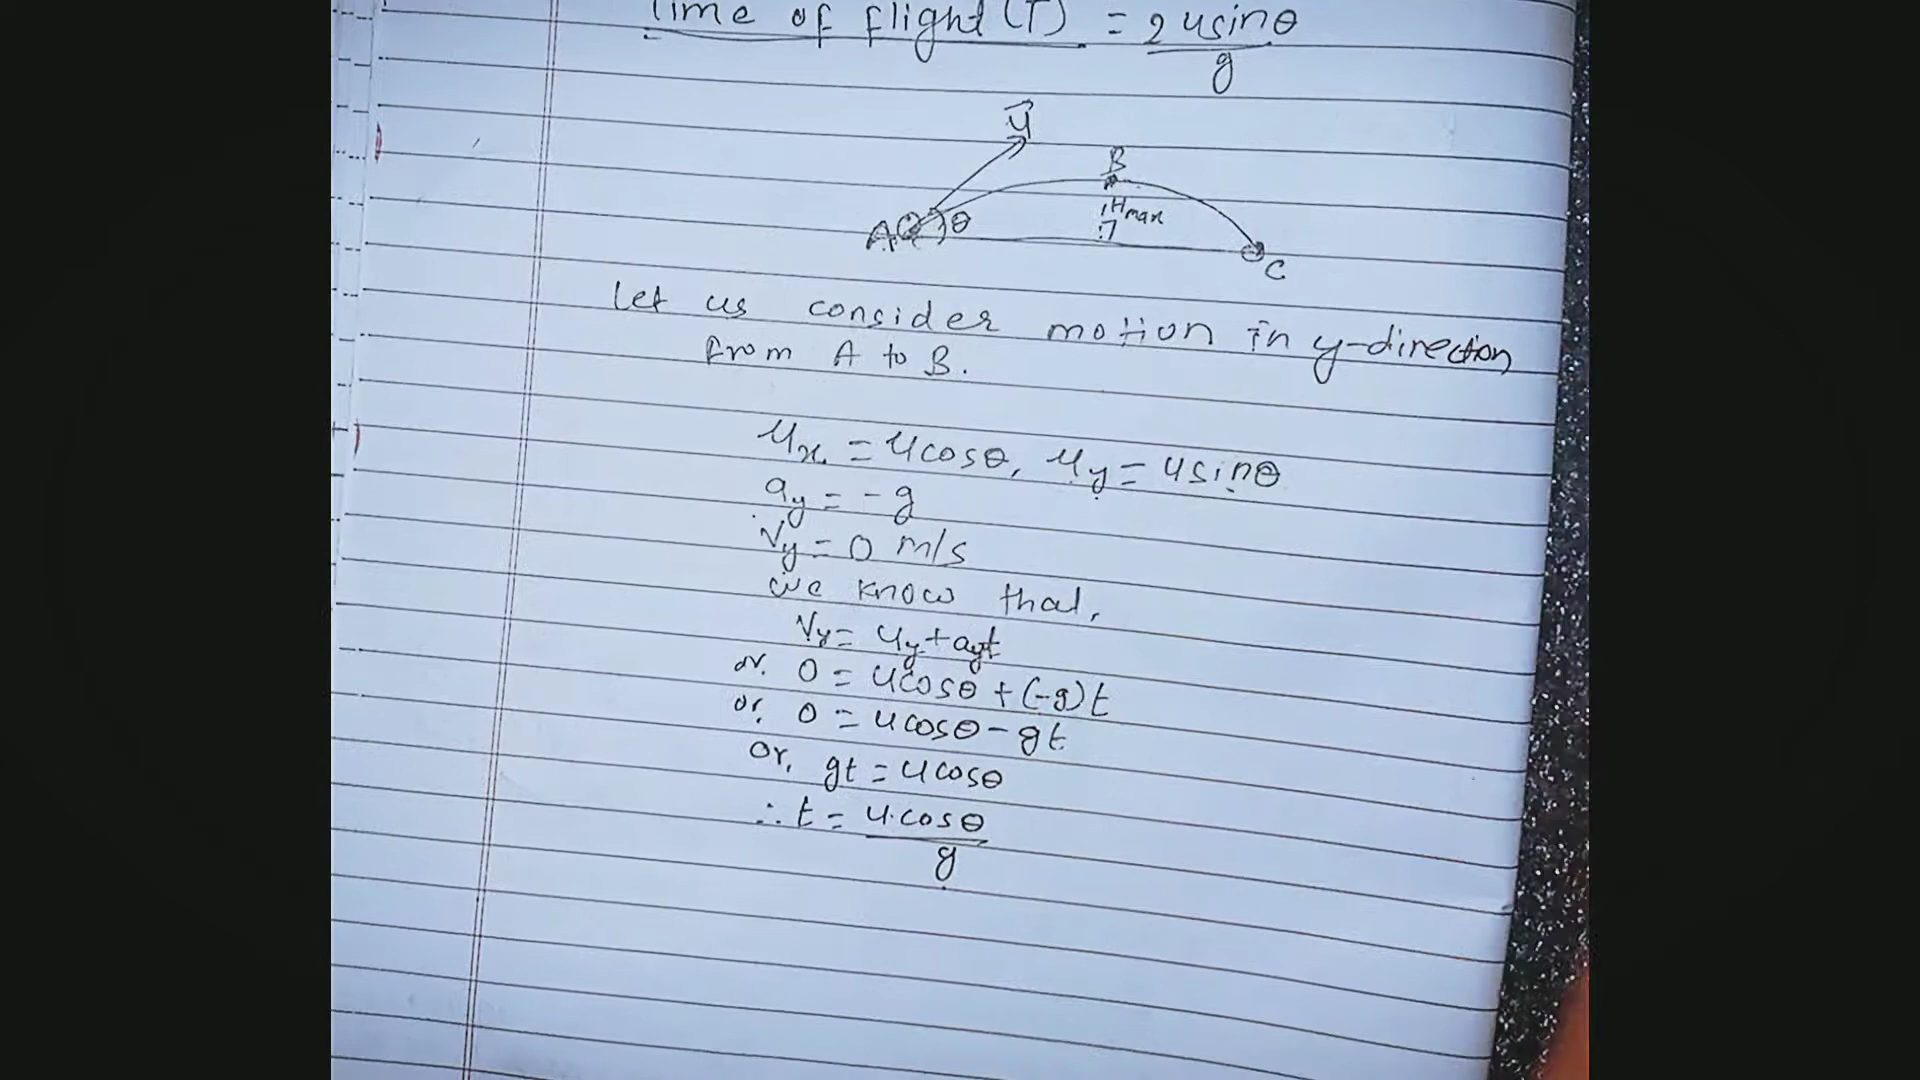 Time of flight (T) = 2usinθ/g
u⃗
B
Hmax
A θ
C
Let us consider motion in y-direction
from A to B.
ux = ucosθ, uy = usinθ
ay = -g
Vy = 0 m/s
we know that,
Vy = uy + ayt
or, 0 = ucosθ + (-g)t
or, 0 = ucosθ - gt
or, gt = ucosθ
∴ t = u.cosθ/g